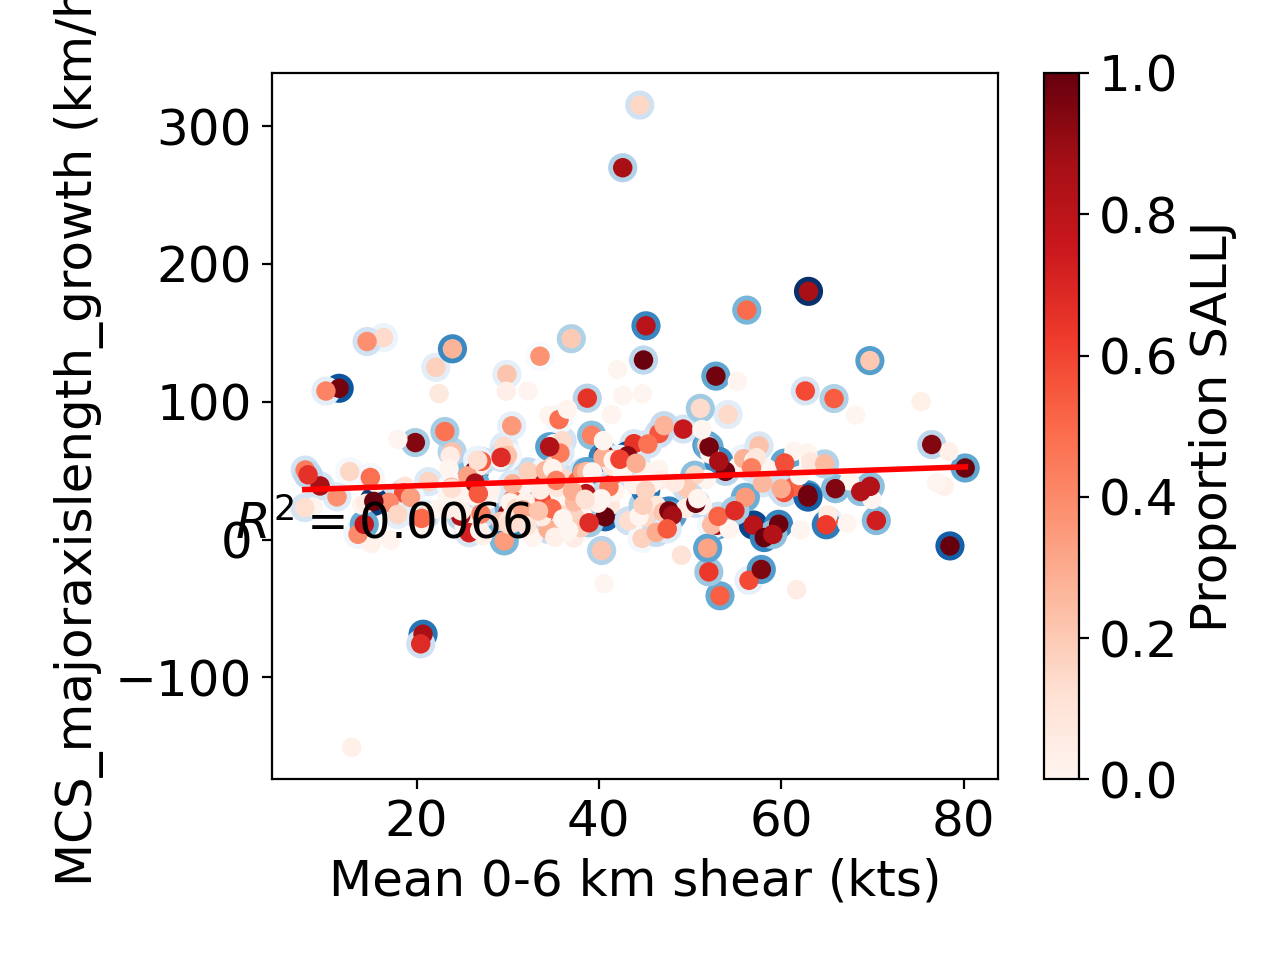 MCS_majoraxislength_growth (km/h
300
200
100
0
−100
R² = 0.0066
20 40 60 80
Mean 0-6 km shear (kts)
1.0
0.8
0.6
0.4
0.2
0.0
Proportion SALLJ